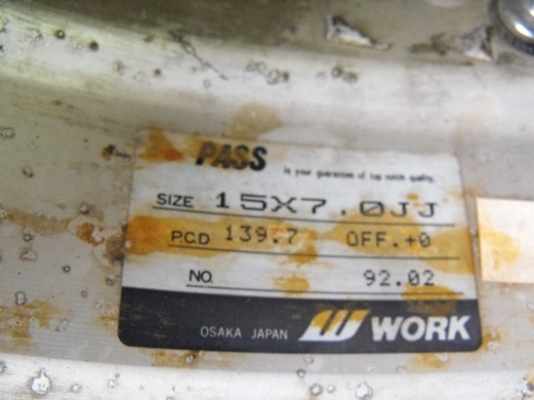 PASS
is your guarantee of top notch quality.
SIZE 15X7.0JJ
P.C.D 139.7 OFF.+0
NO. 92.02
OSAKA JAPAN W WORK